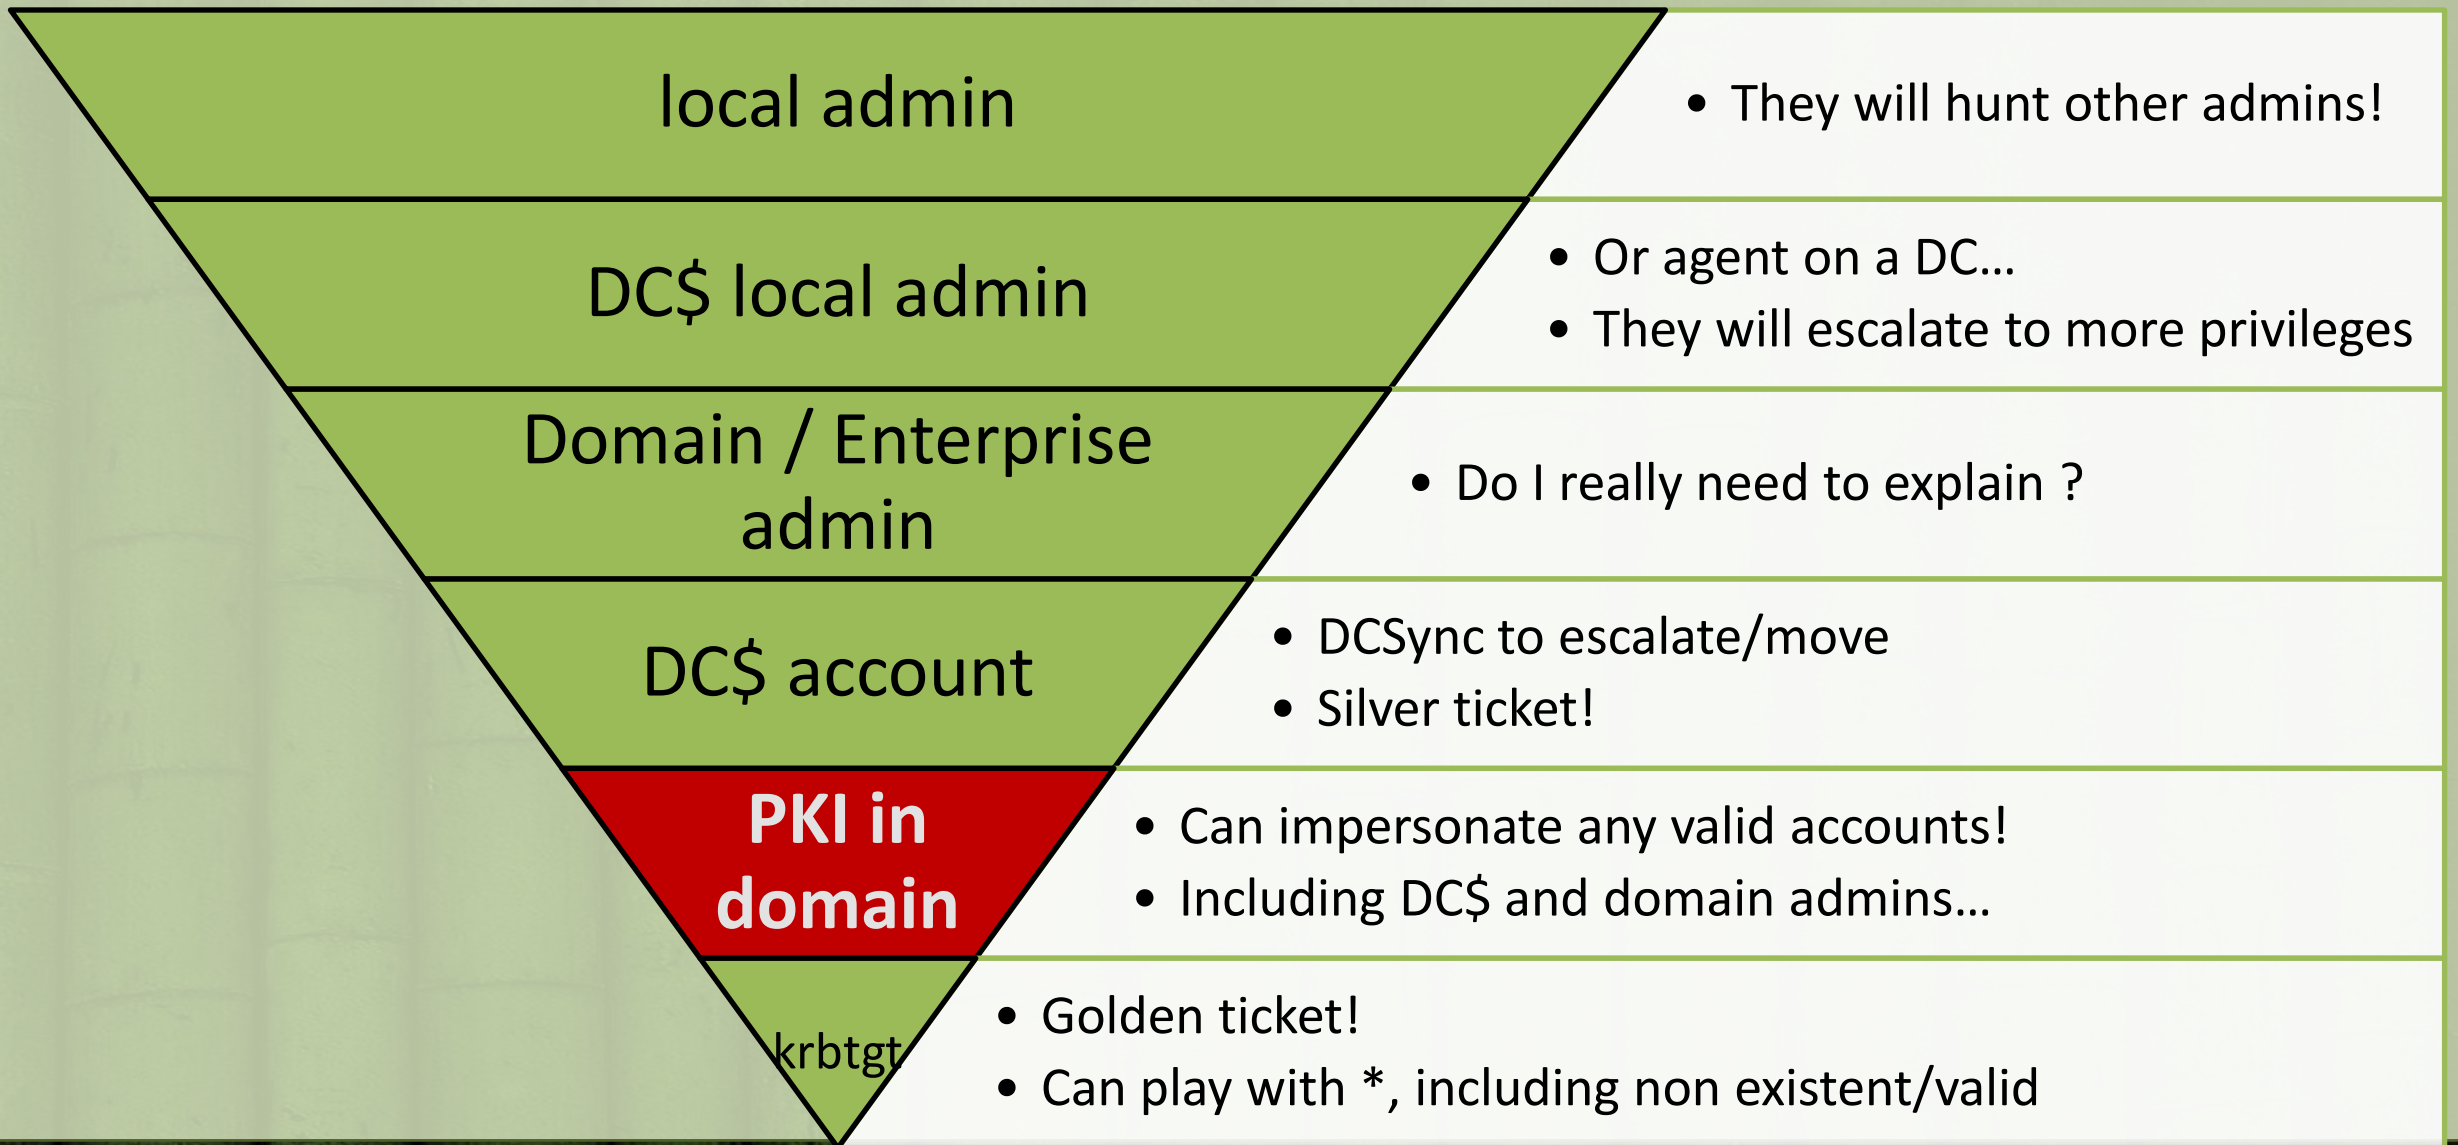 local admin
• They will hunt other admins!
DC$ local admin
• Or agent on a DC…
• They will escalate to more privileges
Domain / Enterprise
admin
• Do I really need to explain ?
DC$ account
• DCSync to escalate/move
• Silver ticket!
PKI in
domain
• Can impersonate any valid accounts!
• Including DC$ and domain admins…
krbtgt
• Golden ticket!
• Can play with *, including non existent/valid